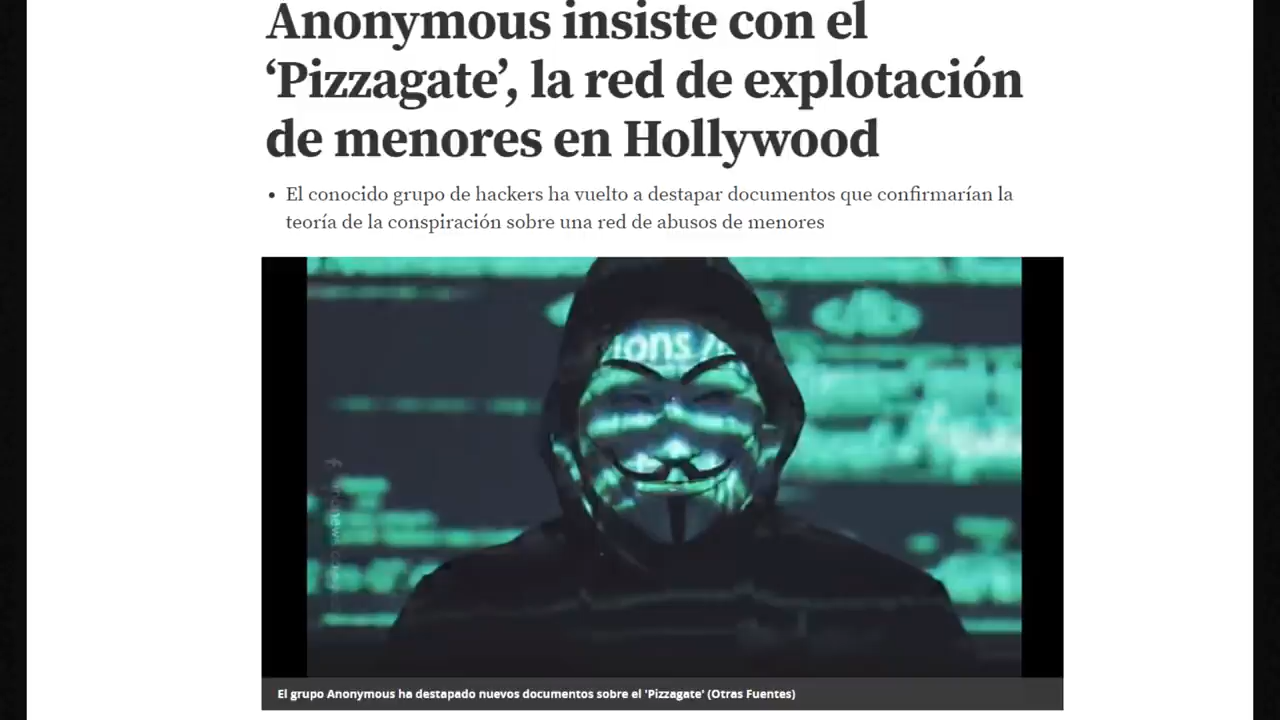 Anonymous insiste con el
‘Pizzagate’, la red de explotación
de menores en Hollywood
• El conocido grupo de hackers ha vuelto a destapar documentos que confirmarían la
teoría de la conspiración sobre una red de abusos de menores
ions /
El grupo Anonymous ha destapado nuevos documentos sobre el 'Pizzagate' (Otras Fuentes)